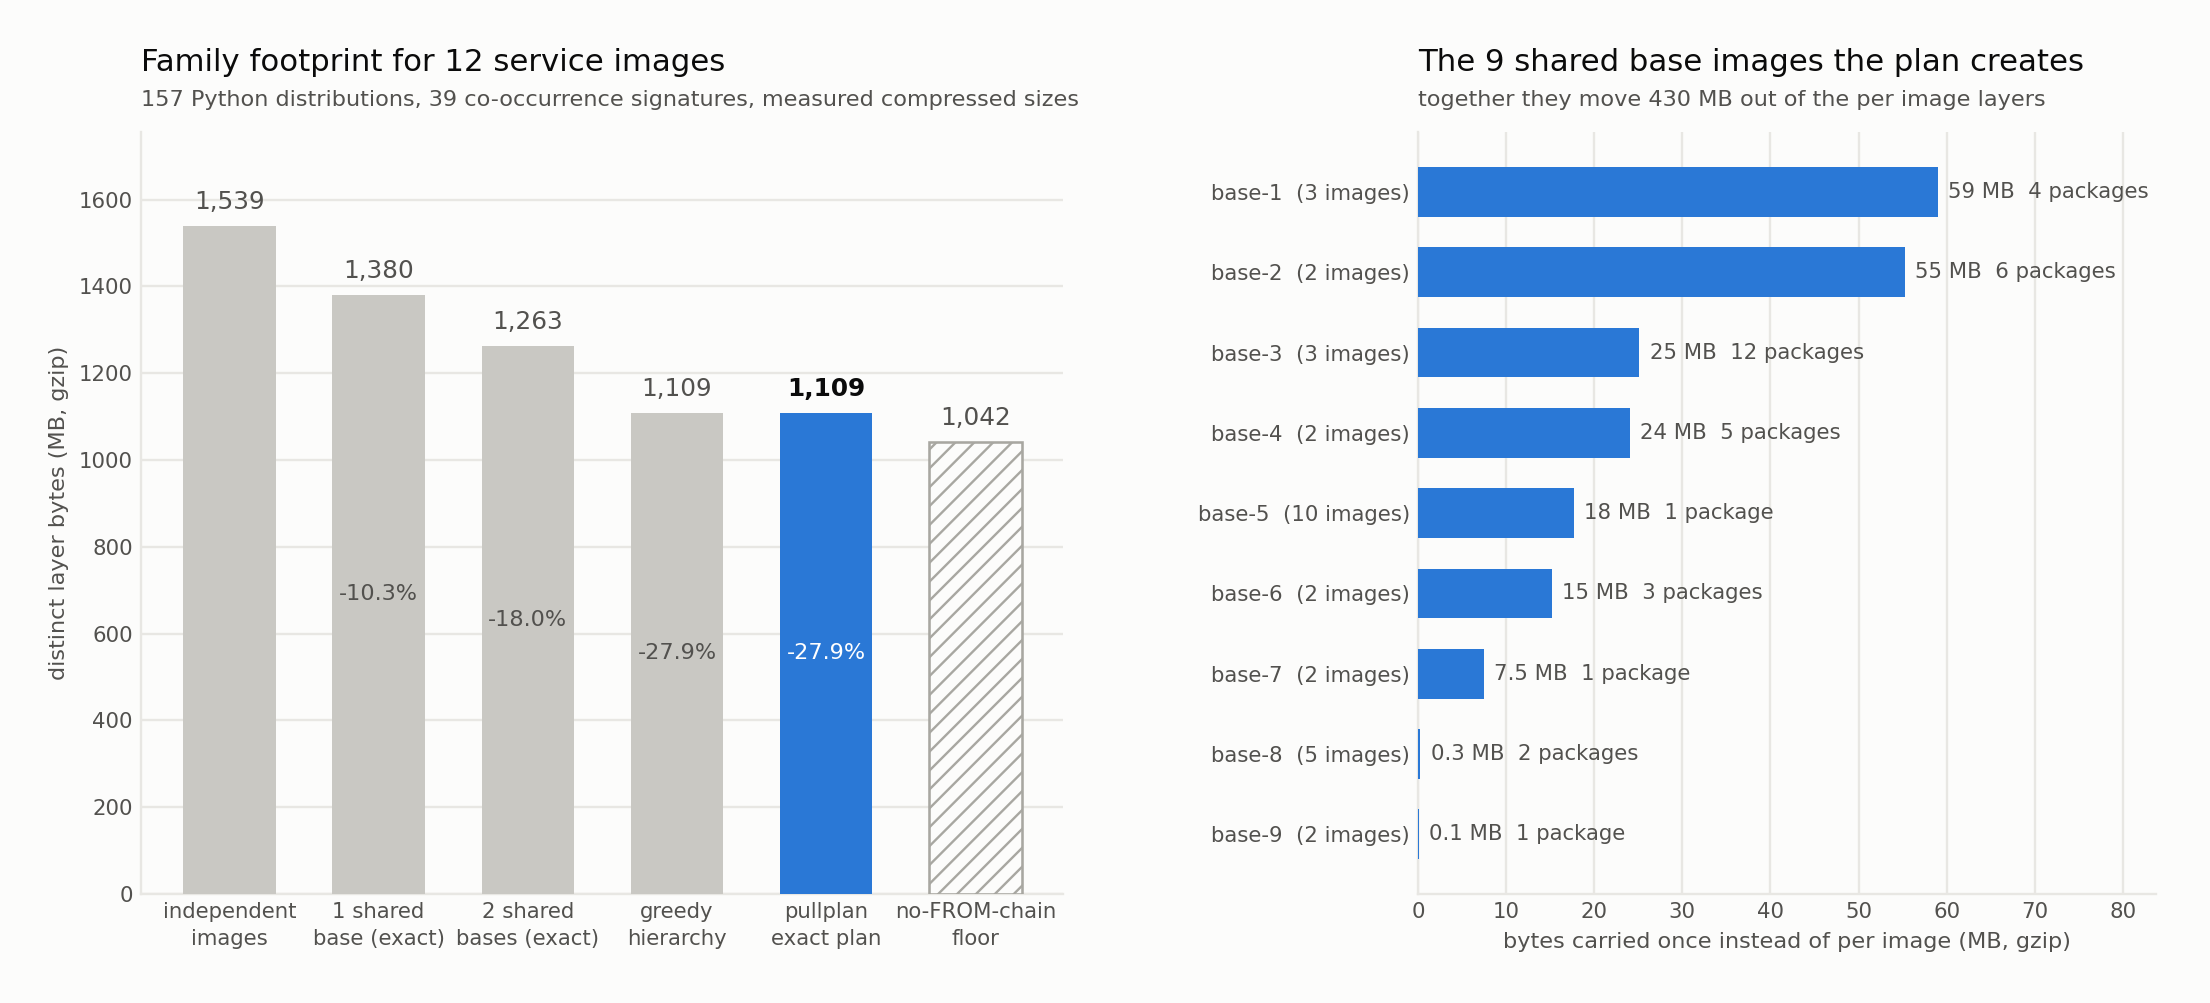 Family footprint for 12 service images
157 Python distributions, 39 co-occurrence signatures, measured compressed sizes
distinct layer bytes (MB, gzip)
1600
1400
1200
1000
800
600
400
200
0
1,539
1,380
1,263
1,109
1,109
1,042
-10.3%
-18.0%
-27.9%
-27.9%
independent
images
1 shared
base (exact)
2 shared
bases (exact)
greedy
hierarchy
pullplan
exact plan
no-FROM-chain
floor
The 9 shared base images the plan creates
together they move 430 MB out of the per image layers
base-1 (3 images) 59 MB 4 packages
base-2 (2 images) 55 MB 6 packages
base-3 (3 images) 25 MB 12 packages
base-4 (2 images) 24 MB 5 packages
base-5 (10 images) 18 MB 1 package
base-6 (2 images) 15 MB 3 packages
base-7 (2 images) 7.5 MB 1 package
base-8 (5 images) 0.3 MB 2 packages
base-9 (2 images) 0.1 MB 1 package
0 10 20 30 40 50 60 70 80
bytes carried once instead of per image (MB, gzip)